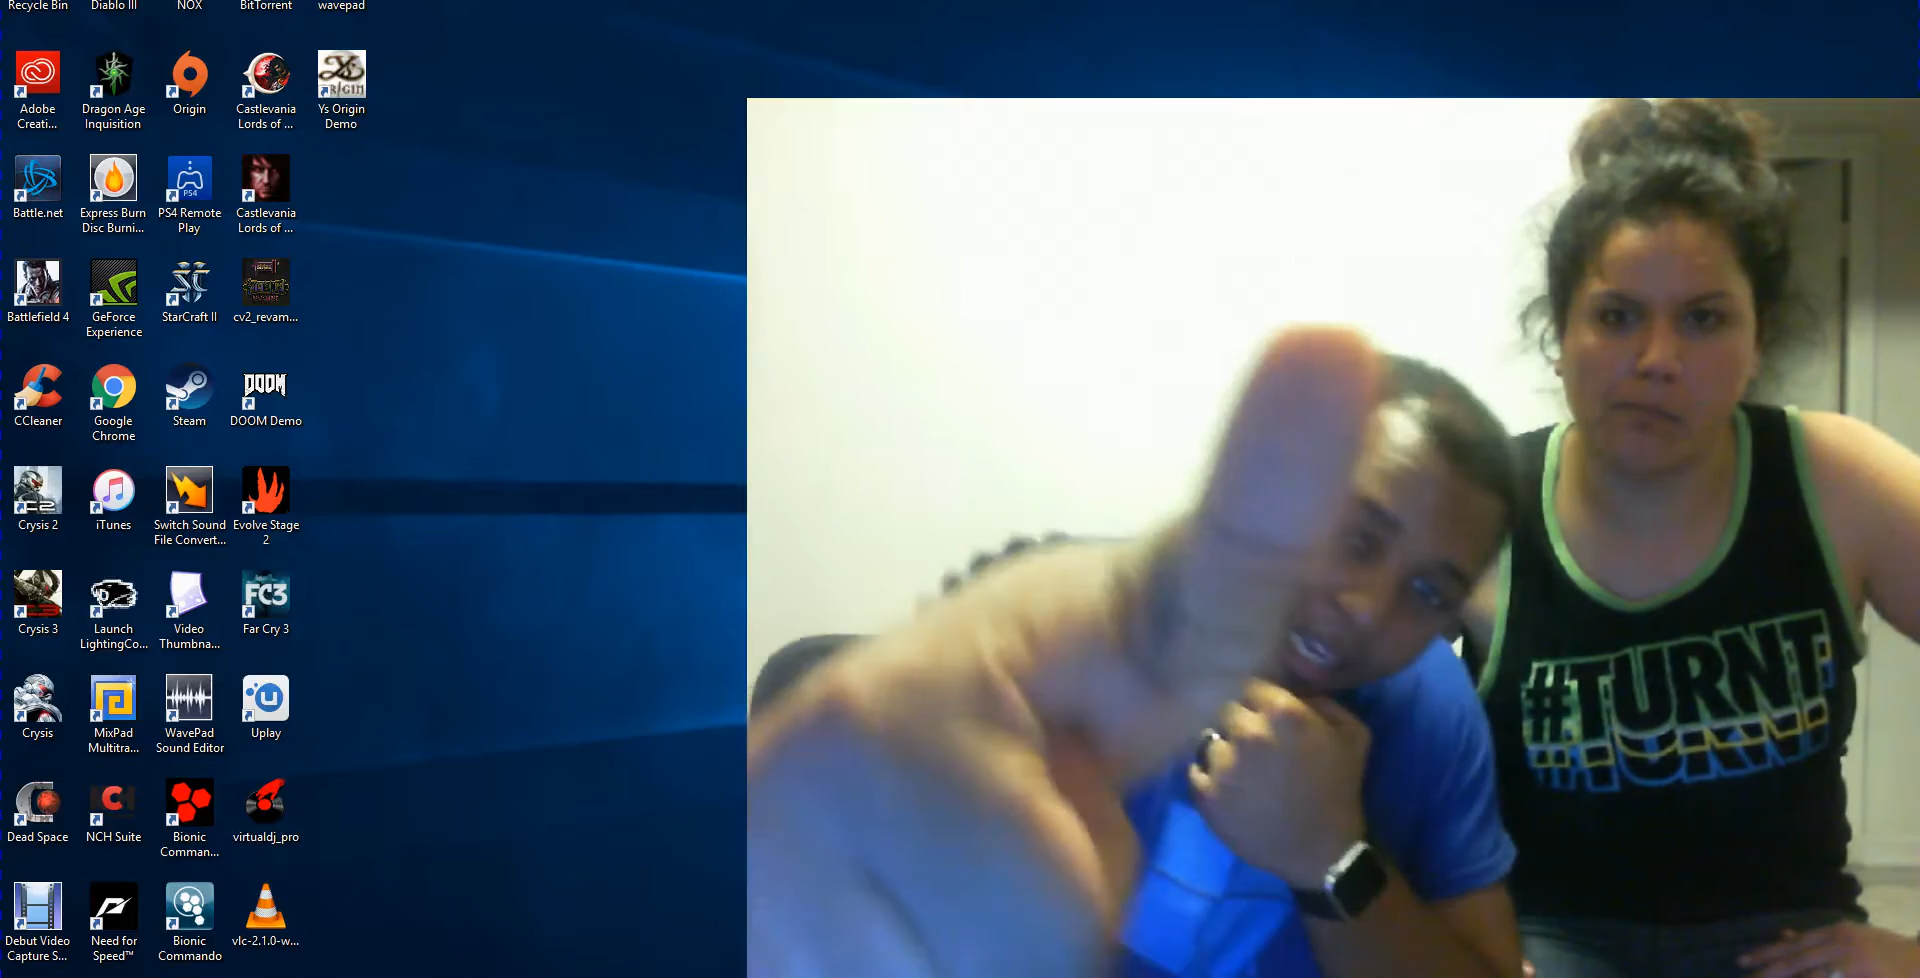 Recycle Bin
Diablo III
NOX
BitTorrent
wavepad
Adobe
Creati...
Dragon Age
Inquisition
Origin
Castlevania
Lords of ...
Ys Origin
Demo
Battle.net
Express Burn
Disc Burni...
PS4
PS4 Remote
Play
Castlevania
Lords of ...
Battlefield 4
GeForce
Experience
StarCraft II
cv2_revam...
CCleaner
Google
Chrome
Steam
DOOM
DOOM Demo
Crysis 2
iTunes
Switch Sound
File Convert...
Evolve Stage
2
Crysis 3
Launch
LightingCo...
Video
Thumbna...
FC3
Far Cry 3
Crysis
MixPad
Multitra...
WavePad
Sound Editor
Uplay
Dead Space
NCH Suite
Bionic
Comman...
virtualdj_pro
Debut Video
Capture S...
Need for
Speed™
Bionic
Commando
vlc-2.1.0-w...
#TURNT
#TURNT